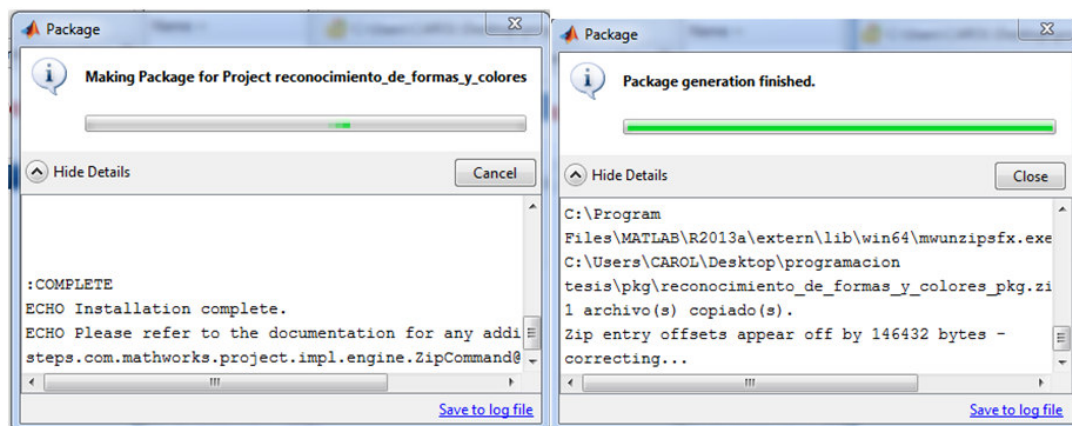 Package
Making Package for Project reconocimiento_de_formas_y_colores
Hide Details
Cancel
:COMPLETE
ECHO Installation complete.
ECHO Please refer to the documentation for any addi
steps.com.mathworks.project.impl.engine.ZipCommand@
Save to log file
Package
Package generation finished.
Hide Details
Close
C:\Program
Files\MATLAB\R2013a\extern\lib\win64\mwunzipsfx.exe
C:\Users\CAROL\Desktop\programacion
tesis\pkg\reconocimiento_de_formas_y_colores_pkg.zi
1 archivo(s) copiado(s).
Zip entry offsets appear off by 146432 bytes -
correcting...
Save to log file